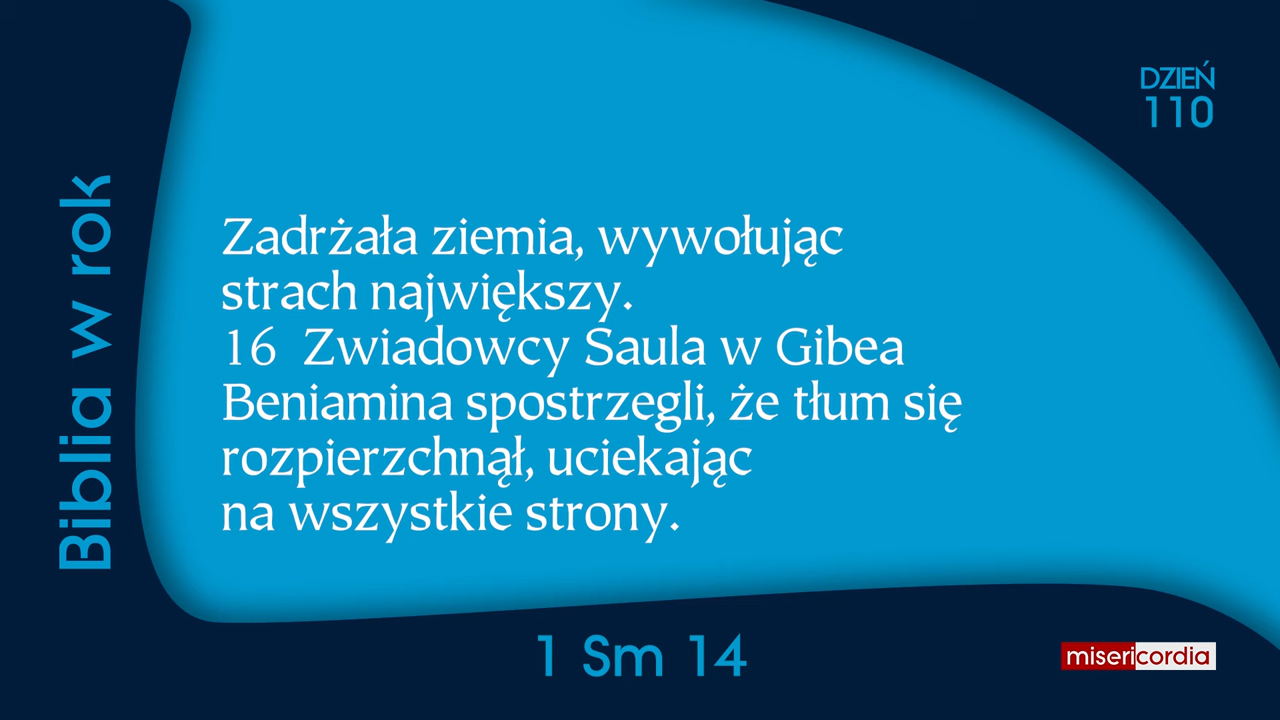 DZIEŃ
110
Biblia w rok
Zadrżała ziemia, wywołując
strach największy.
16 Zwiadowcy Saula w Gibea
Beniamina spostrzegli, że tłum się
rozpierzchnął, uciekając
na wszystkie strony.
1 Sm 14
misericordia